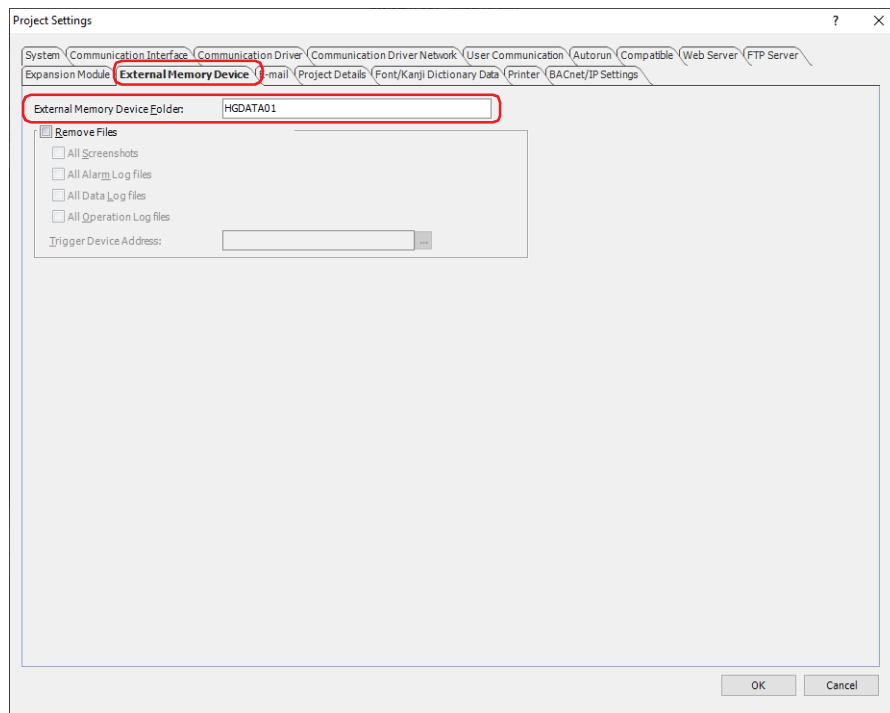 Project Settings ? ✕
System Communication Interface Communication Driver Communication Driver Network User Communication Autorun Compatible Web Server FTP Server
Expansion Module External Memory Device E-mail Project Details Font/Kanji Dictionary Data Printer BACnet/IP Settings
External Memory Device Folder: HGDATA01
Remove Files
All Screenshots
All Alarm Log files
All Data Log files
All Operation Log files
Trigger Device Address: ...
OK Cancel